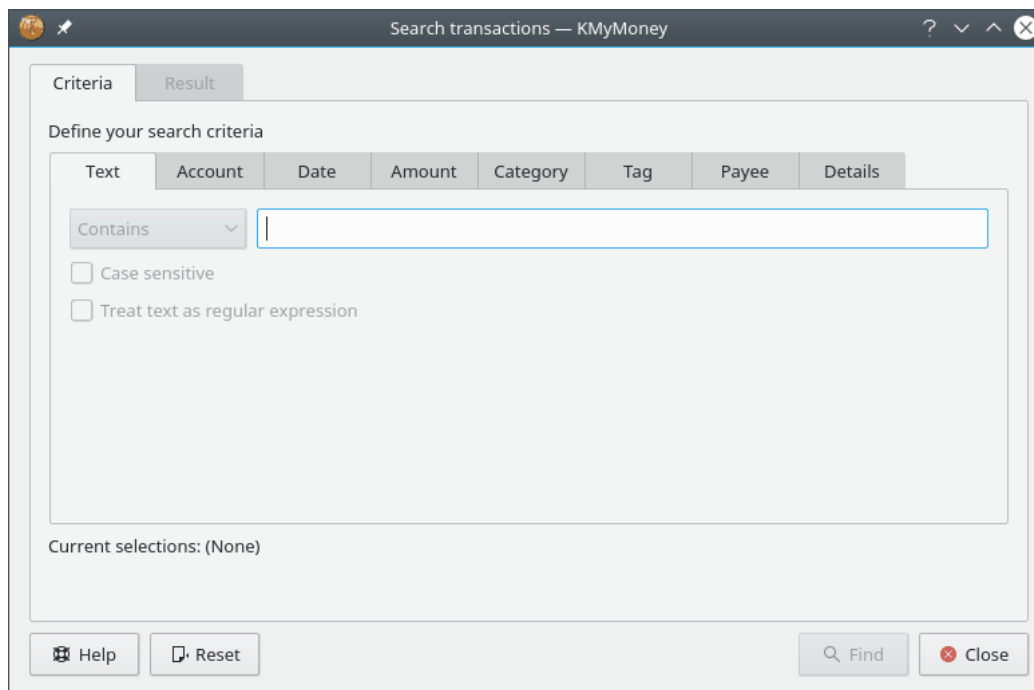 Search transactions — KMyMoney
Criteria Result
Define your search criteria
Text Account Date Amount Category Tag Payee Details
Contains
Case sensitive
Treat text as regular expression
Current selections: (None)
Help Reset Find Close